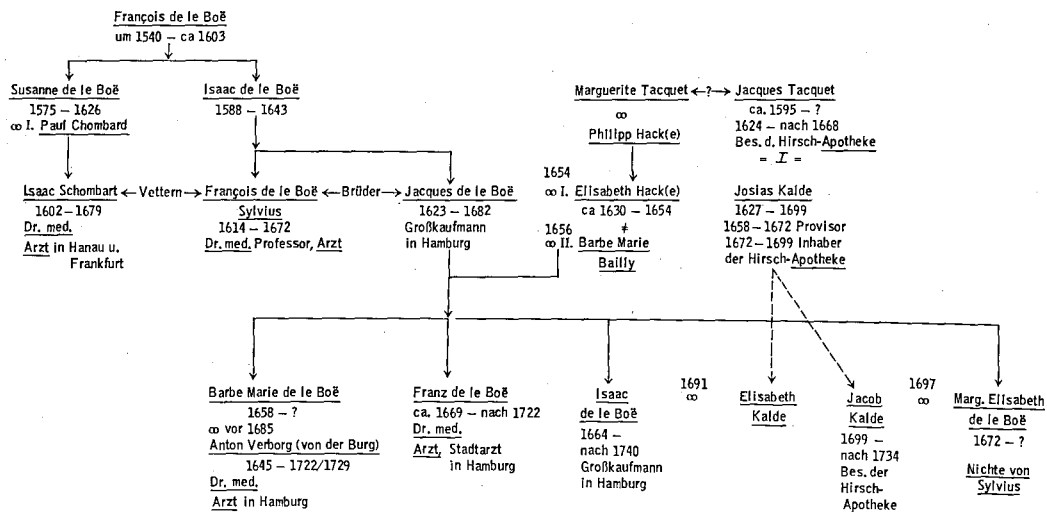 François de le Boë
um 1540 – ca 1603
Susanne de le Boë
1575 – 1626
∞ I. Pauf Chombard
Isaac de le Boë
1588 – 1643
Marguerite Tacquet ←?→ Jacques Tacquet
∞
Philipp Hack(e)
ca. 1595 – ?
1624 – nach 1668
Bes. d. Hirsch-Apotheke
= I =
Isaac Schombart ←Vettern→ François de le Boë ←Brüder→ Jacques de le Boë
1602–1679
Dr. med.
Arzt in Hanau u.
Frankfurt
Sylvius
1614 – 1672
Dr. med. Professor, Arzt
1623 – 1682
Großkaufmann
in Hamburg
1654
∞ I. Elisabeth Hack(e)
ca 1630 – 1654
≠
1656
∞ II. Barbe Marie
Bailly
Josias Kalde
1627 – 1699
1658–1672 Provisor
1672–1699 Inhaber
der Hirsch-Apotheke
Barbe Marie de le Boë
1658 – ?
∞ vor 1685
Anton Verborg (von der Burg)
1645 – 1722/1729
Dr. med.
Arzt in Hamburg
Franz de le Boë
ca. 1669 – nach 1722
Dr. med.
Arzt, Stadtarzt
in Hamburg
Isaac
de le Boë
1664 –
nach 1740
Großkaufmann
in Hamburg
1691
∞
Elisabeth
Kalde
Jacob
Kalde
1699 –
nach 1734
Bes. der
Hirsch-
Apotheke
1697
∞
Marg. Elisabeth
de le Boë
1672 – ?
Nichte von
Sylvius